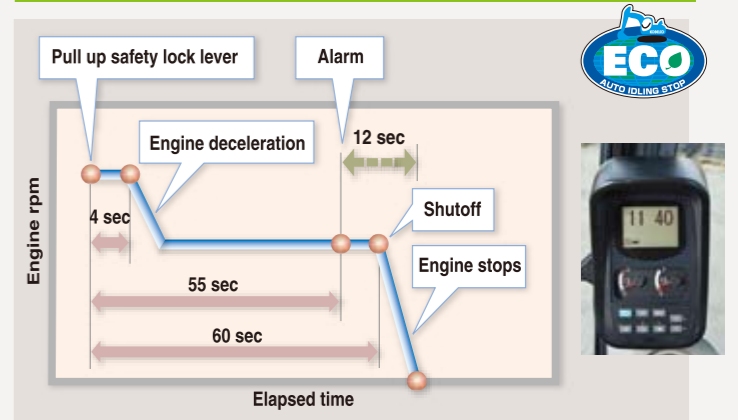 Pull up safety lock lever
Alarm
ECO
AUTO IDLING STOP
12 sec
Engine deceleration
4 sec
Shutoff
Engine stops
55 sec
60 sec
Engine rpm
Elapsed time
11 40